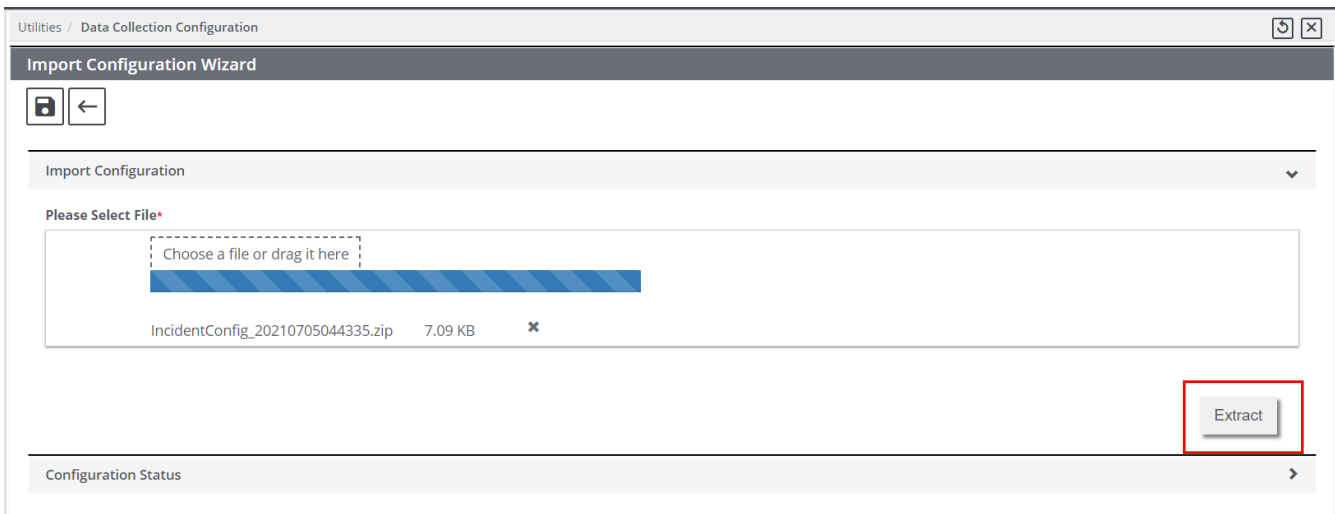 Utilities / Data Collection Configuration
Import Configuration Wizard
Import Configuration
Please Select File*
Choose a file or drag it here
IncidentConfig_20210705044335.zip 7.09 KB
Extract
Configuration Status